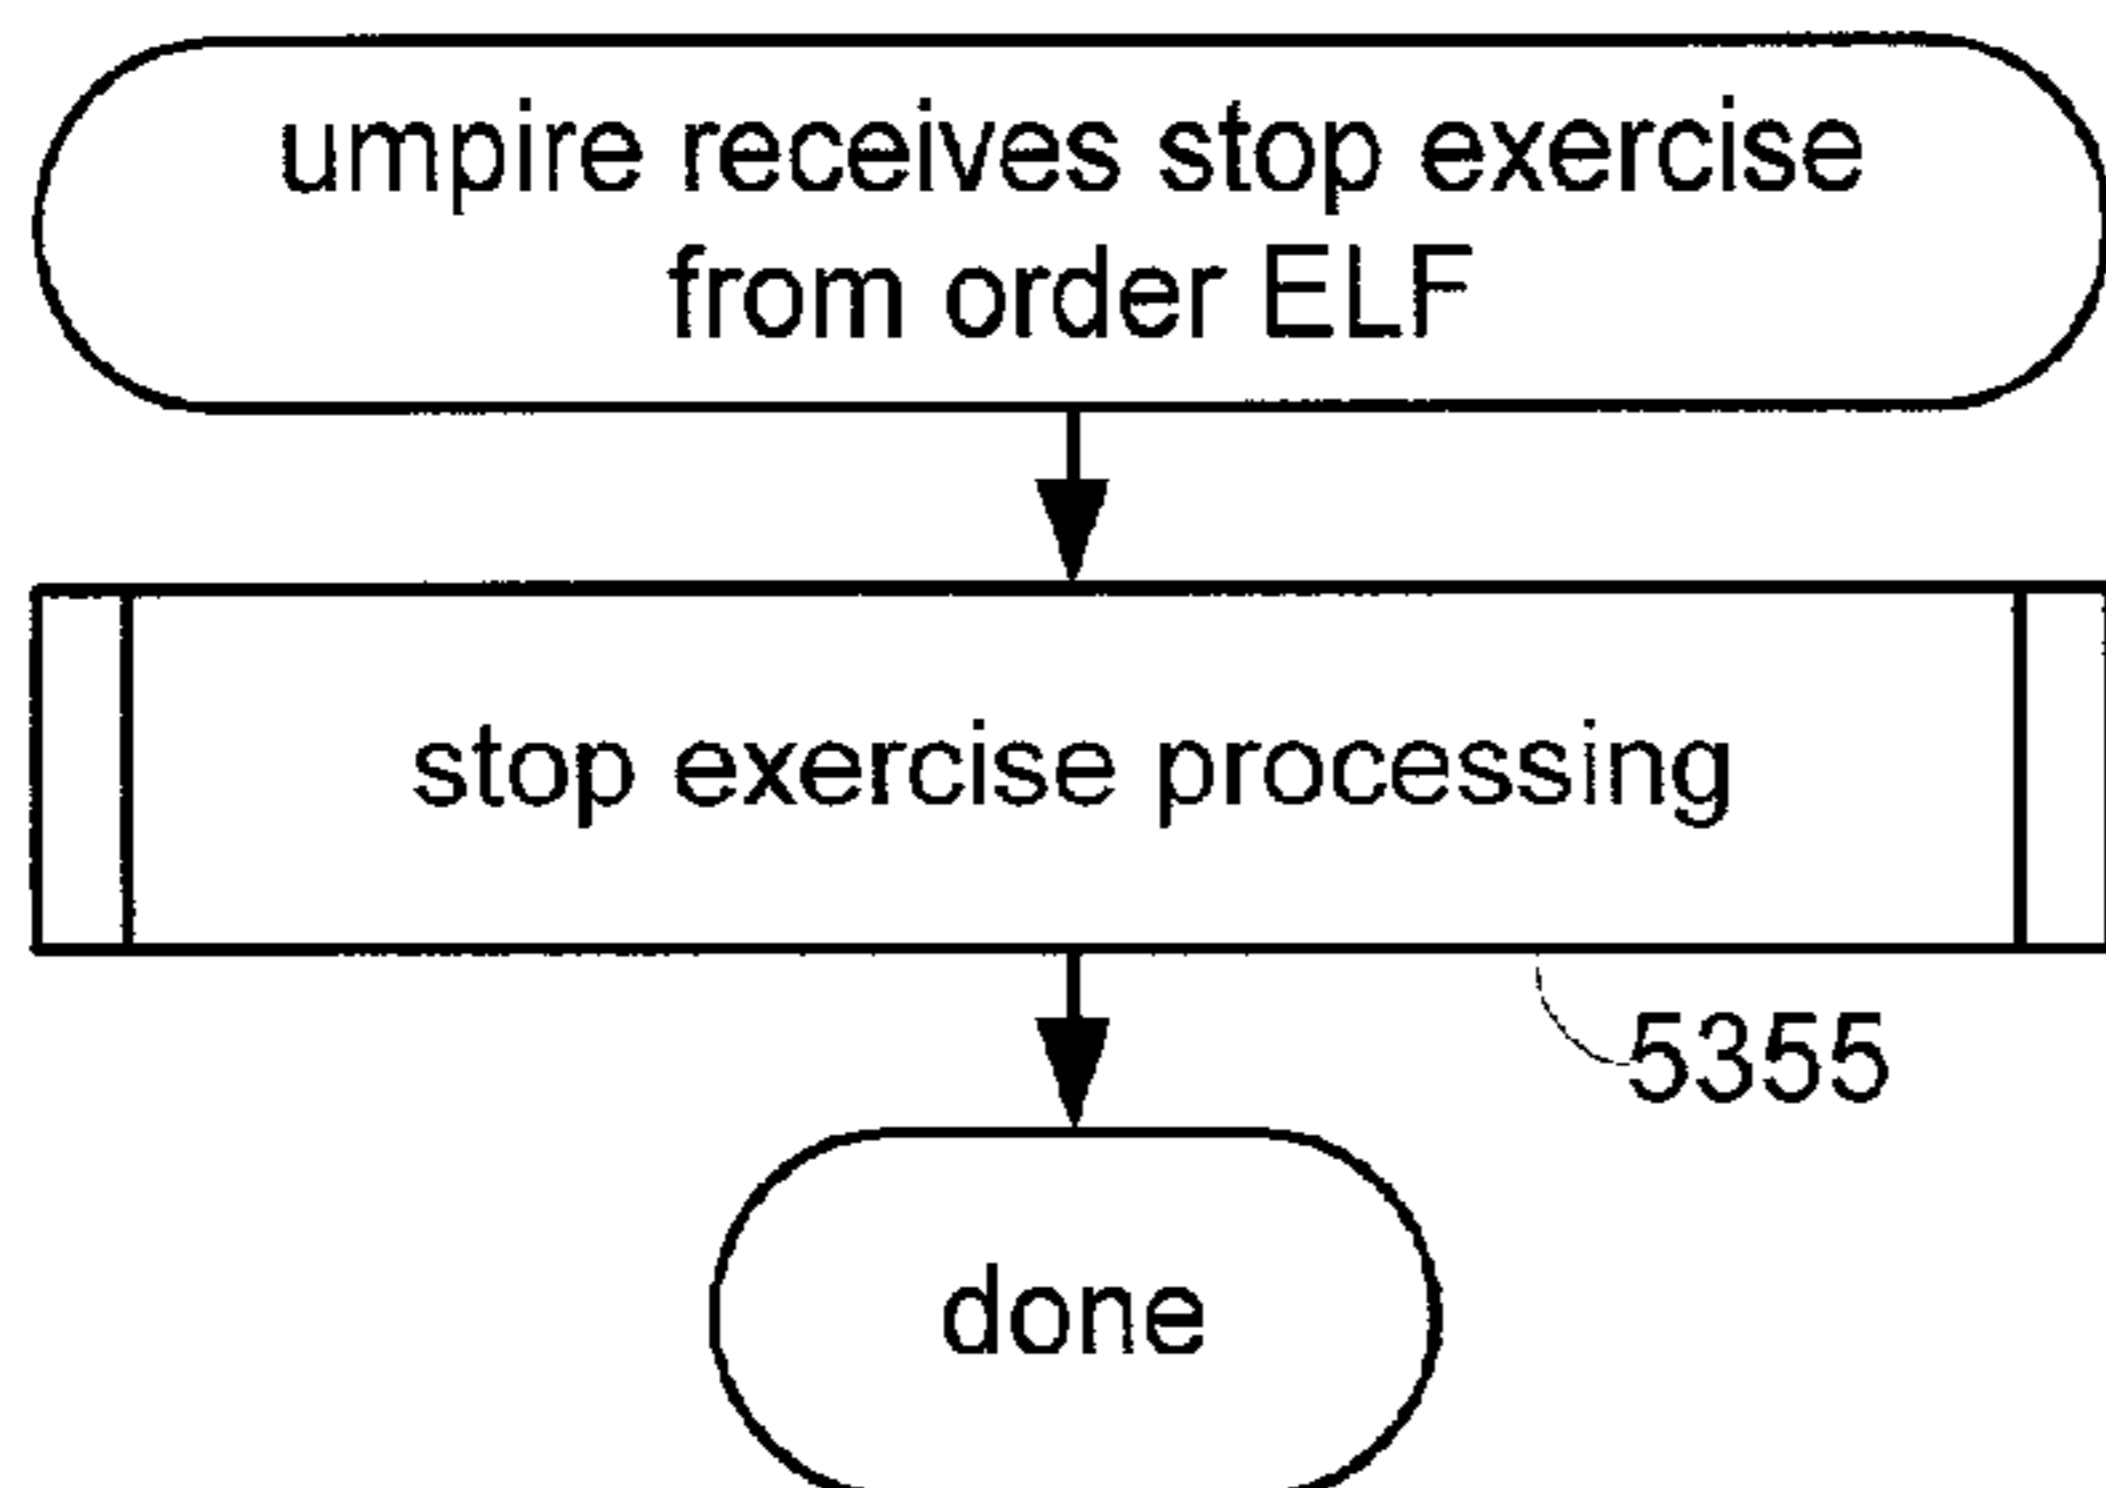 umpire receives stop exercise
from order ELF
stop exercise processing
5355
done